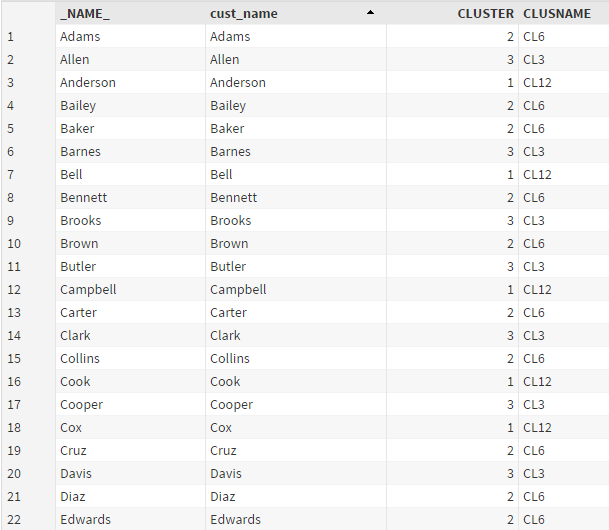 _NAME_ cust_name CLUSTER CLUSNAME
1 Adams Adams 2 CL6
2 Allen Allen 3 CL3
3 Anderson Anderson 1 CL12
4 Bailey Bailey 2 CL6
5 Baker Baker 2 CL6
6 Barnes Barnes 3 CL3
7 Bell Bell 1 CL12
8 Bennett Bennett 2 CL6
9 Brooks Brooks 3 CL3
10 Brown Brown 2 CL6
11 Butler Butler 3 CL3
12 Campbell Campbell 1 CL12
13 Carter Carter 2 CL6
14 Clark Clark 3 CL3
15 Collins Collins 2 CL6
16 Cook Cook 1 CL12
17 Cooper Cooper 3 CL3
18 Cox Cox 1 CL12
19 Cruz Cruz 2 CL6
20 Davis Davis 3 CL3
21 Diaz Diaz 2 CL6
22 Edwards Edwards 2 CL6